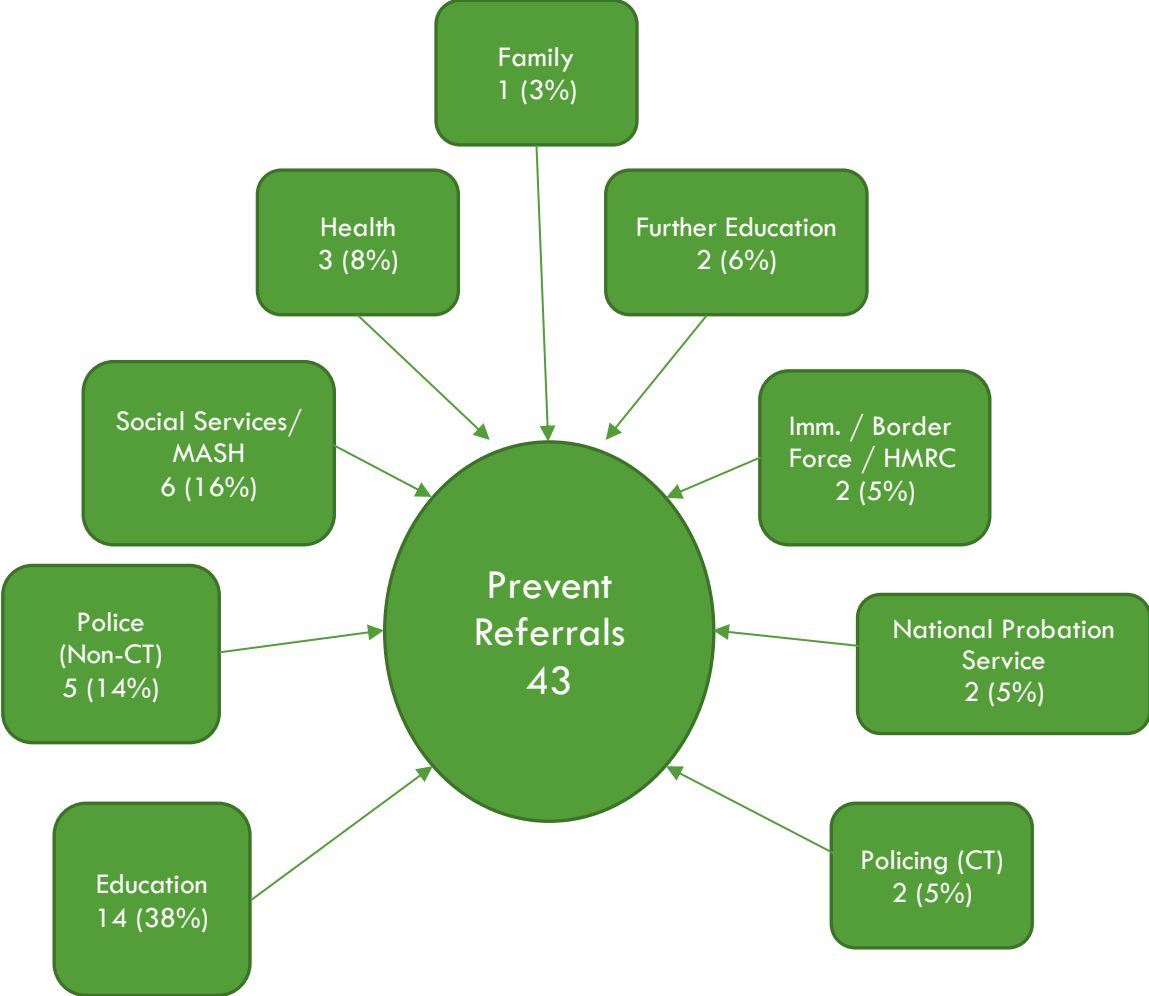 Family
1 (3%)
Health
3 (8%)
Further Education
2 (6%)
Social Services/
MASH
6 (16%)
Imm. / Border
Force / HMRC
2 (5%)
Prevent
Referrals
43
Police
(Non-CT)
5 (14%)
National Probation
Service
2 (5%)
Education
14 (38%)
Policing (CT)
2 (5%)